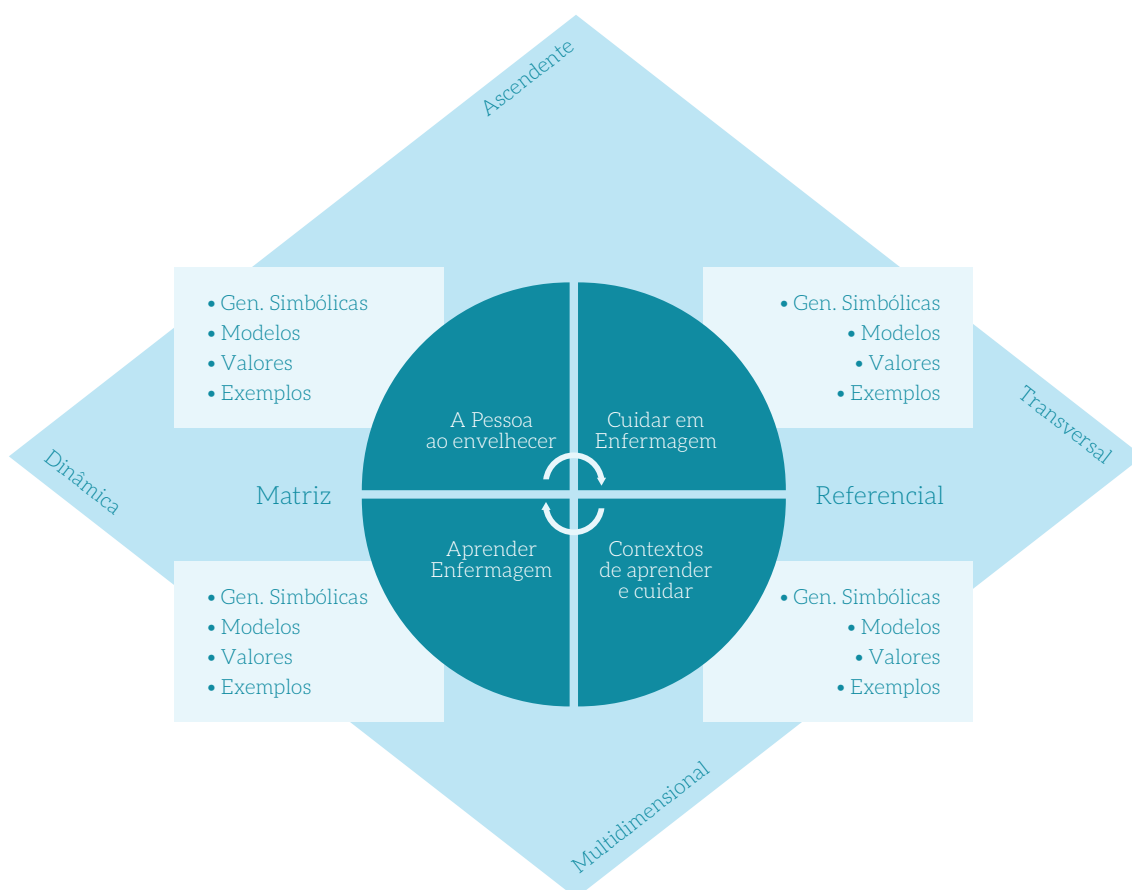 Ascendente
• Gen. Simbólicas
• Modelos
• Valores
• Exemplos
• Gen. Simbólicas
• Modelos
• Valores
• Exemplos
A Pessoa
ao envelhecer
Cuidar em
Enfermagem
Transversal
Dinâmica
Matriz
Referencial
Aprender
Enfermagem
Contextos
de aprender
e cuidar
• Gen. Simbólicas
• Modelos
• Valores
• Exemplos
• Gen. Simbólicas
• Modelos
• Valores
• Exemplos
Multidimensional